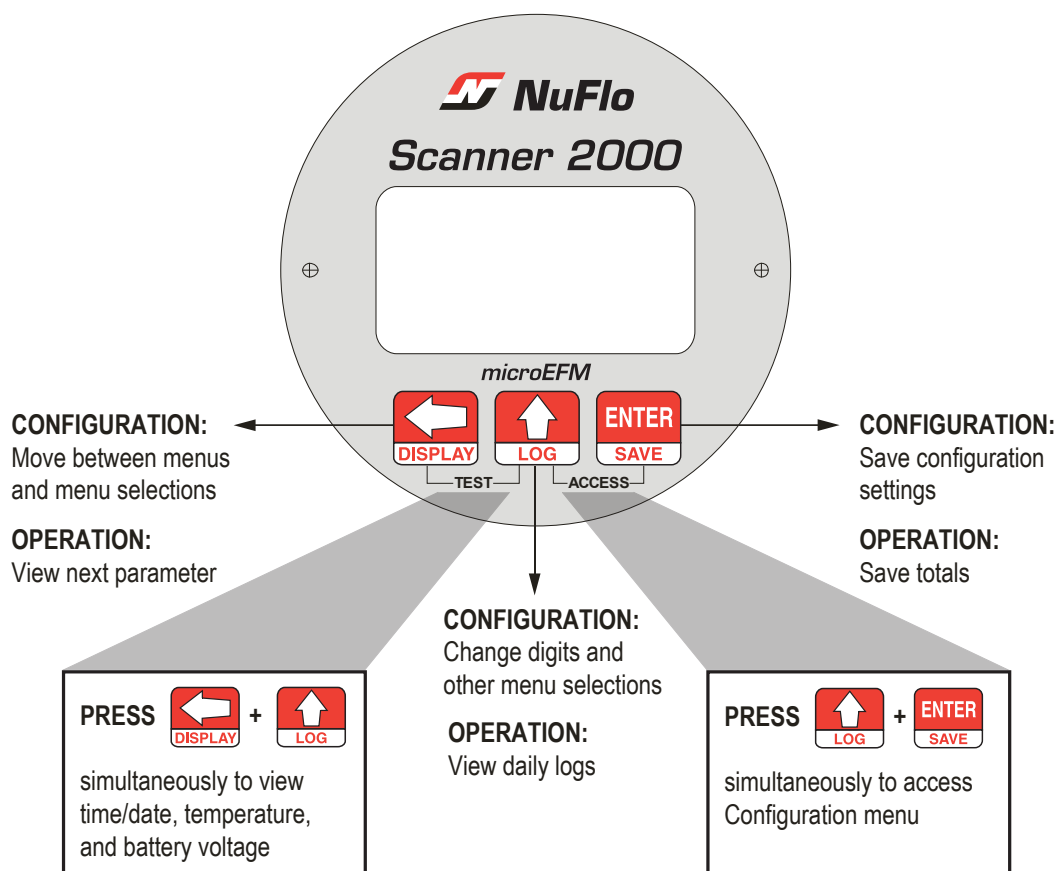 NuFlo
Scanner 2000
microEFM
ENTER
DISPLAY
LOG
SAVE
TEST
ACCESS
CONFIGURATION:
Move between menus
and menu selections
OPERATION:
View next parameter
CONFIGURATION:
Change digits and
other menu selections
OPERATION:
View daily logs
CONFIGURATION:
Save configuration
settings
OPERATION:
Save totals
PRESS DISPLAY + LOG
simultaneously to view
time/date, temperature,
and battery voltage
PRESS LOG + ENTER SAVE
simultaneously to access
Configuration menu